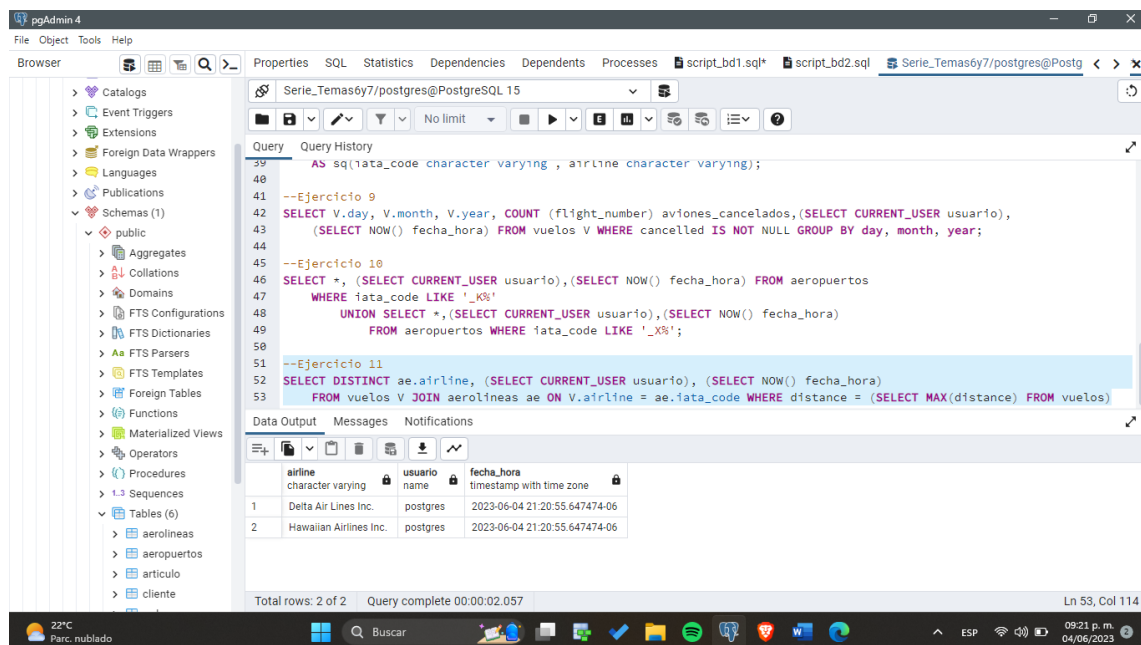 pgAdmin 4
File Object Tools Help
Browser
Properties SQL Statistics Dependencies Dependents Processes script_bd1.sql* script_bd2.sql Serie_Temas6y7/postgres@Postg
Catalogs
Event Triggers
Extensions
Foreign Data Wrappers
Languages
Publications
Schemas (1)
public
Aggregates
Collations
Domains
FTS Configurations
FTS Dictionaries
Aa FTS Parsers
FTS Templates
Foreign Tables
Functions
Materialized Views
Operators
Procedures
1..3 Sequences
Tables (6)
aerolineas
aeropuertos
articulo
cliente
Serie_Temas6y7/postgres@PostgreSQL 15
No limit
E
Query Query History
39 AS sq(iata_code character varying , airline character varying);
40
41 --Ejercicio 9
42 SELECT V.day, V.month, V.year, COUNT (flight_number) aviones_cancelados,(SELECT CURRENT_USER usuario),
43 (SELECT NOW() fecha_hora) FROM vuelos V WHERE cancelled IS NOT NULL GROUP BY day, month, year;
44
45 --Ejercicio 10
46 SELECT *, (SELECT CURRENT_USER usuario),(SELECT NOW() fecha_hora) FROM aeropuertos
47 WHERE iata_code LIKE '_K%'
48 UNION SELECT *,(SELECT CURRENT_USER usuario),(SELECT NOW() fecha_hora)
49 FROM aeropuertos WHERE iata_code LIKE '_X%';
50
51 --Ejercicio 11
52 SELECT DISTINCT ae.airline, (SELECT CURRENT_USER usuario), (SELECT NOW() fecha_hora)
53 FROM vuelos V JOIN aerolineas ae ON V.airline = ae.iata_code WHERE distance = (SELECT MAX(distance) FROM vuelos)
Data Output Messages Notifications
airline usuario fecha_hora
character varying name timestamp with time zone
1 Delta Air Lines Inc. postgres 2023-06-04 21:20:55.647474-06
2 Hawaiian Airlines Inc. postgres 2023-06-04 21:20:55.647474-06
Total rows: 2 of 2 Query complete 00:00:02.057 Ln 53, Col 114
22°C
Parc. nublado
Buscar
ESP
09:21 p. m.
04/06/2023
2